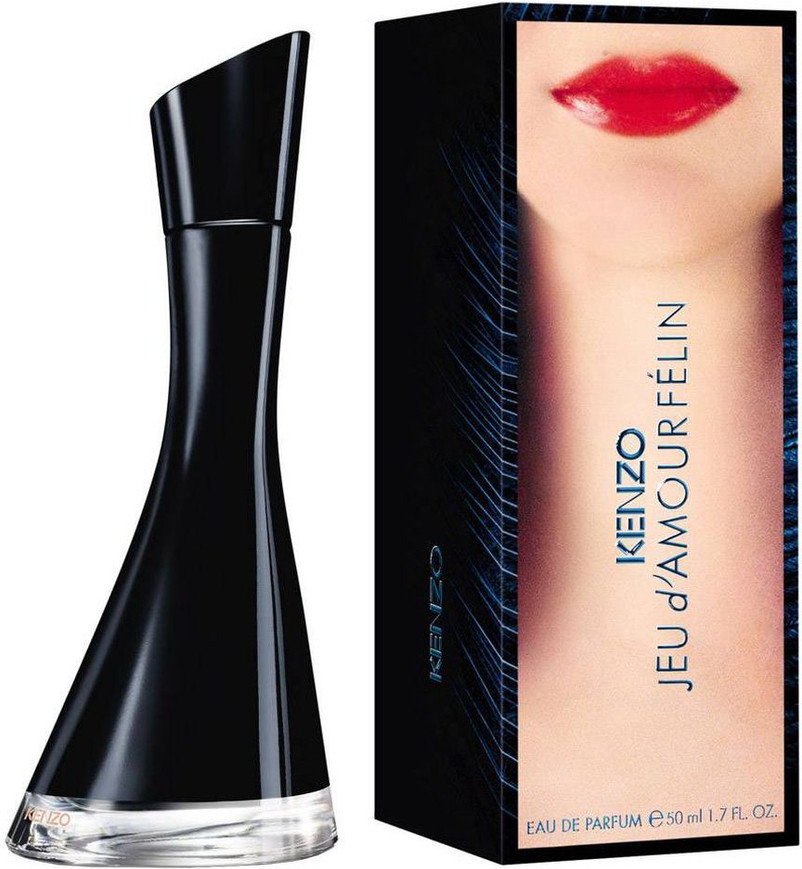 KENZO
KENZO
KENZO
JEU d'AMOUR FÉLIN
EAU DE PARFUM ℮ 50 ml 1.7 FL. OZ.